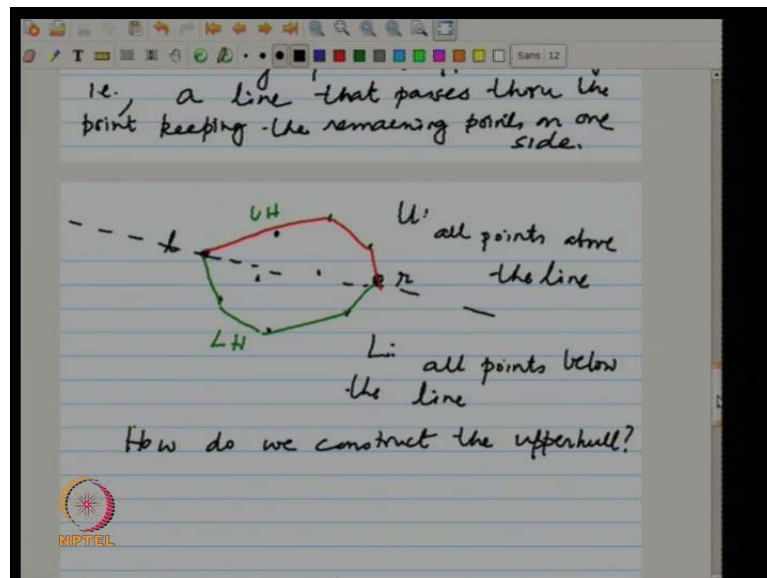 Sans 12
i.e., a line that passes thru the
point keeping the remaining points on one
side.
UH
U:
all points above
the line
l
r
LH
L:
all points below
the line
How do we construct the upperhull?
NPTEL